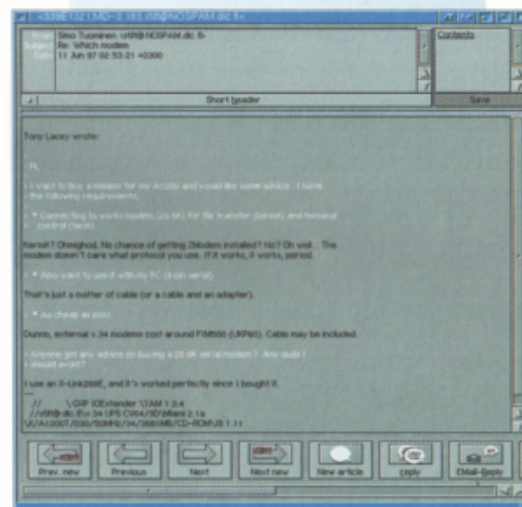 From Simo Tuominen <stilt@NOSPAM.dlc.fi>
Subject Re: Which modem
Date 11 Jun 97 02:53:21 +0300
Contents
Short header
Save
Tony Lacey wrote:
>
> Hi,
>
> I want to buy a modem for my A1200 and would like some advice. I have
> the following requirements,
>
> * Connecting to works modem (28.8K) for file transfer (kermit) and terminal
> control (term)
Kermit? Ohmighod. No chance of getting ZModem installed? No? Oh well... The
modem doesn't care what protocol you use. If it works, it works, period.
> * Also want to use it with my PC (9 pin serial)
That's just a matter of cable (or a cable and an adapter).
> * As cheap as poss
Dunno, external v.34 modems cost around FIM500 (UKP60). Cable may be included.
> Anyone got any advice on buying a 28.8K serial modem? Any duds I
> should avoid?
I use an X-Link288E, and it's worked perfectly since I bought it.
--
Prev. new
Previous
Next
Next new
New article
reply
EMail-Reply